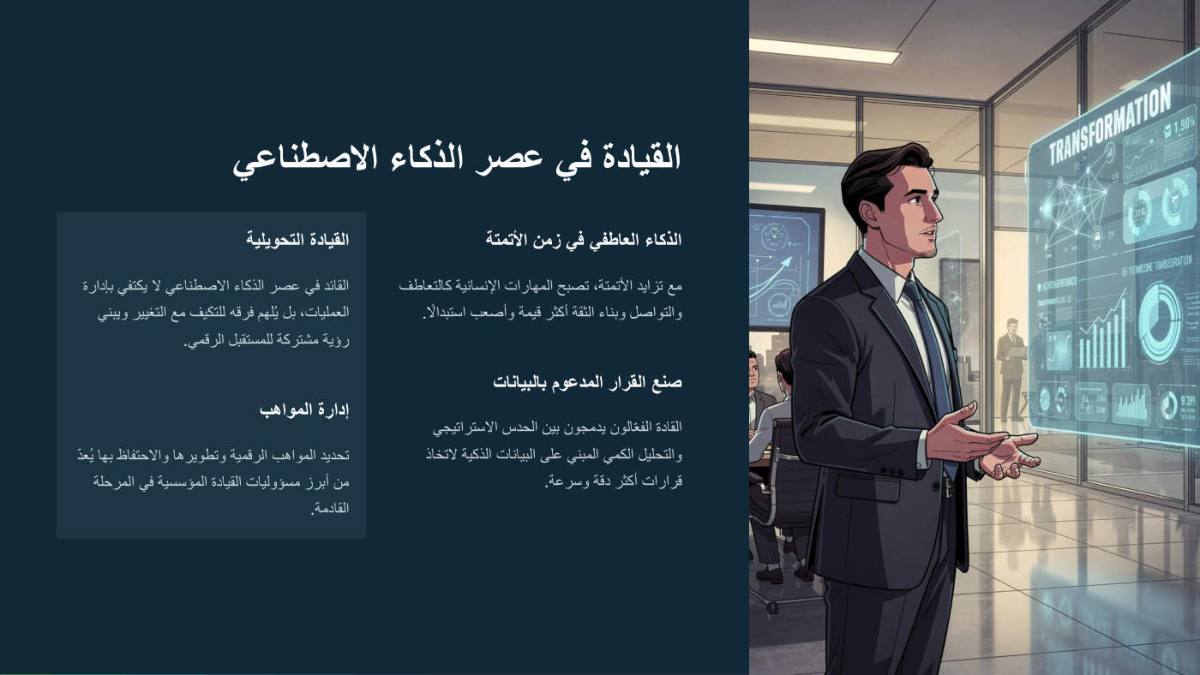 القيادة في عصر الذكاء الاصطناعي
الذكاء العاطفي في زمن الأتمتة
مع تزايد الأتمتة، تصبح المهارات الإنسانية كالتعاطف
والتواصل وبناء الثقة أكثر قيمة وأصعب استبدالًا.
صنع القرار المدعوم بالبيانات
القادة الفعّالون يدمجون بين الحدس الاستراتيجي
والتحليل الكمي المبني على البيانات الذكية لاتخاذ
قرارات أكثر دقة وسرعة.
القيادة التحويلية
القائد في عصر الذكاء الاصطناعي لا يكتفي بإدارة
العمليات، بل يُلهم فرقه للتكيف مع التغيير ويبني
رؤية مشتركة للمستقبل الرقمي.
إدارة المواهب
تحديد المواهب الرقمية وتطويرها والاحتفاظ بها يُعدّ
من أبرز مسؤوليات القيادة المؤسسية في المرحلة
القادمة.
TRANSFORMATION